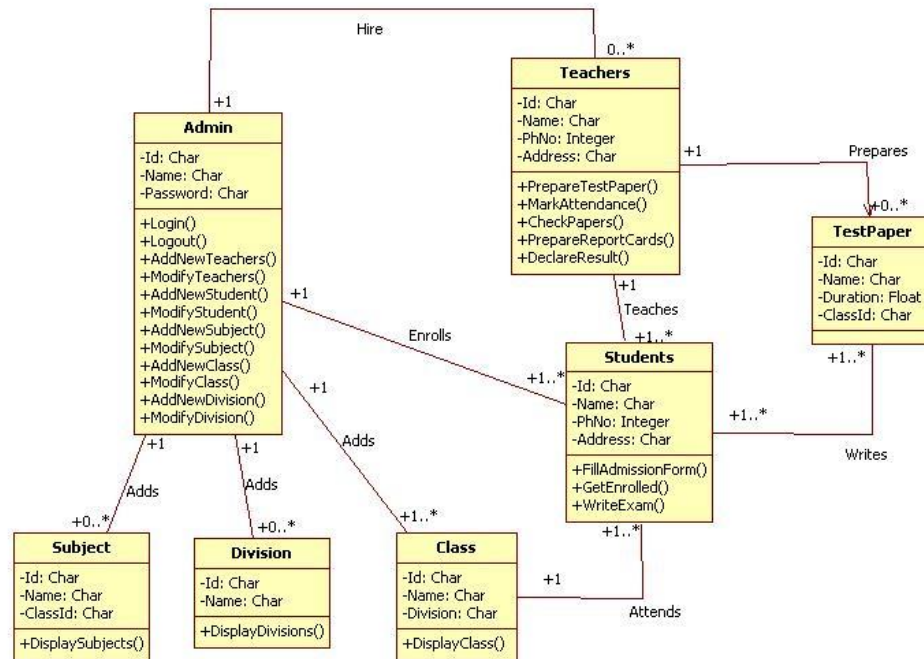 Hire
0..*
+1
Teachers
-Id: Char
-Name: Char
-PhNo: Integer
-Address: Char
+PrepareTestPaper()
+MarkAttendance()
+CheckPapers()
+PrepareReportCards()
+DeclareResult()
Admin
-Id: Char
-Name: Char
-Password: Char
+Login()
+Logout()
+AddNewTeachers()
+ModifyTeachers()
+AddNewStudent()
+ModifyStudent()
+AddNewSubject()
+ModifySubject()
+AddNewClass()
+ModifyClass()
+AddNewDivision()
+ModifyDivision()
+1
Prepares
+0..*
TestPaper
-Id: Char
-Name: Char
-Duration: Float
-ClassId: Char
+1
Teaches
+1..*
+1
Enrolls
+1..*
Students
-Id: Char
-Name: Char
-PhNo: Integer
-Address: Char
+FillAdmissionForm()
+GetEnrolled()
+WriteExam()
+1..*
+1..*
Writes
+1
Adds
+0..*
+1
Adds
+0..*
+1
Adds
+1..*
+1..*
+1
Attends
Subject
-Id: Char
-Name: Char
-ClassId: Char
+DisplaySubjects()
Division
-Id: Char
-Name: Char
+DisplayDivisions()
Class
-Id: Char
-Name: Char
-Division: Char
+DisplayClass()